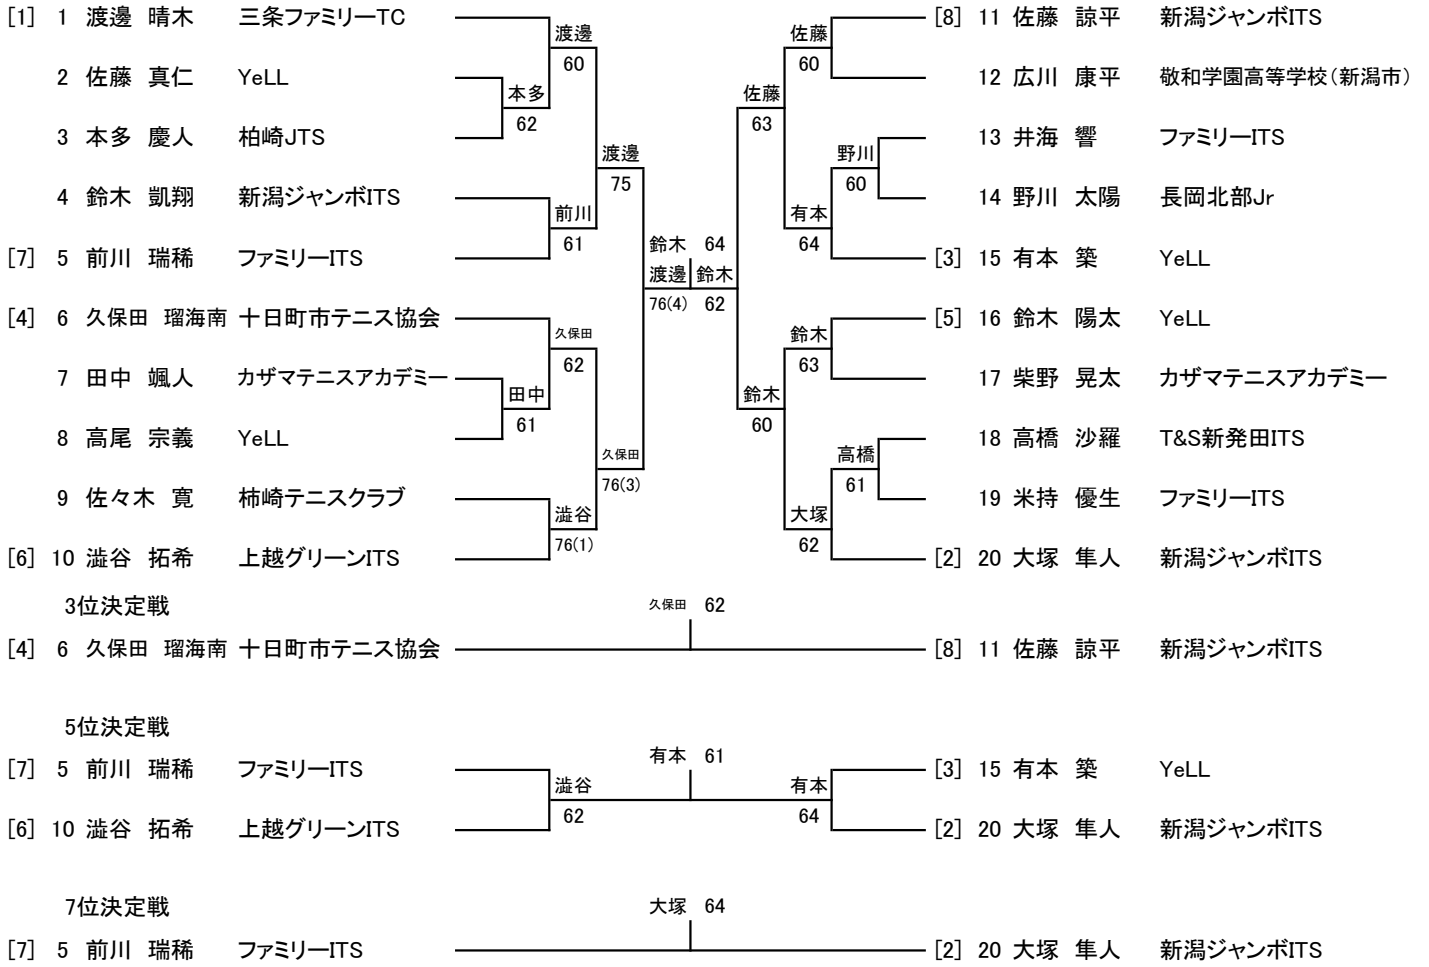 [1] 1 渡邊 晴木 三条ファミリーTC [8] 11 佐藤 諒平 新潟ジャンボITS
渡邊 佐藤
60 60
2 佐藤 真仁 YeLL 12 広川 康平 敬和学園高等学校(新潟市)
本多 佐藤
62 63
3 本多 慶人 柏崎JTS 13 井海 響 ファミリーITS
渡邊 野川
75 60
4 鈴木 凱翔 新潟ジャンボITS 14 野川 太陽 長岡北部Jr
前川 有本
61 鈴木 64 64
[7] 5 前川 瑞稀 ファミリーITS [3] 15 有本 築 YeLL
渡邊 鈴木
76(4) 62
[4] 6 久保田 瑠海南 十日町市テニス協会 [5] 16 鈴木 陽太 YeLL
久保田 鈴木
62 63
7 田中 颯人 カザマテニスアカデミー 17 柴野 晃太 カザマテニスアカデミー
田中 鈴木
61 60
8 高尾 宗義 YeLL 18 高橋 沙羅 T&S新発田ITS
久保田 高橋
76(3) 61
9 佐々木 寛 柿崎テニスクラブ 19 米持 優生 ファミリーITS
澁谷 大塚
76(1) 62
[6] 10 澁谷 拓希 上越グリーンITS [2] 20 大塚 隼人 新潟ジャンボITS
3位決定戦 久保田 62
[4] 6 久保田 瑠海南 十日町市テニス協会 [8] 11 佐藤 諒平 新潟ジャンボITS
5位決定戦
有本 61
[7] 5 前川 瑞稀 ファミリーITS [3] 15 有本 築 YeLL
澁谷 有本
62 64
[6] 10 澁谷 拓希 上越グリーンITS [2] 20 大塚 隼人 新潟ジャンボITS
7位決定戦 大塚 64
[7] 5 前川 瑞稀 ファミリーITS [2] 20 大塚 隼人 新潟ジャンボITS